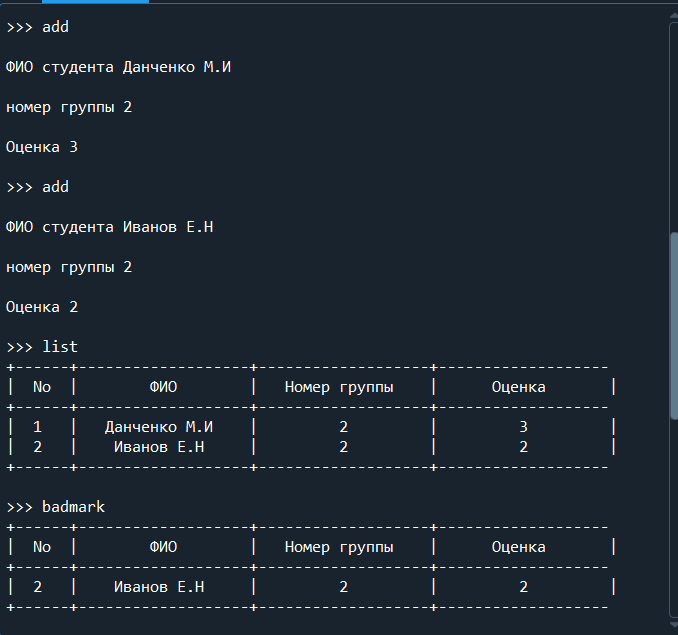 >>> add
ФИО студента Данченко М.И
номер группы 2
Оценка 3
>>> add
ФИО студента Иванов Е.Н
номер группы 2
Оценка 2
>>> list
+------+-------------------+-------------------+-------------------
|  No  |        ФИО        |   Номер группы    |      Оценка       |
+------+-------------------+-------------------+-------------------
|  1   |   Данченко М.И    |         2         |         3         |
|  2   |    Иванов Е.Н     |         2         |         2         |
+------+-------------------+-------------------+-------------------
>>> badmark
+------+-------------------+-------------------+-------------------
|  No  |        ФИО        |   Номер группы    |      Оценка       |
+------+-------------------+-------------------+-------------------
|  2   |    Иванов Е.Н     |         2         |         2         |
+------+-------------------+-------------------+-------------------